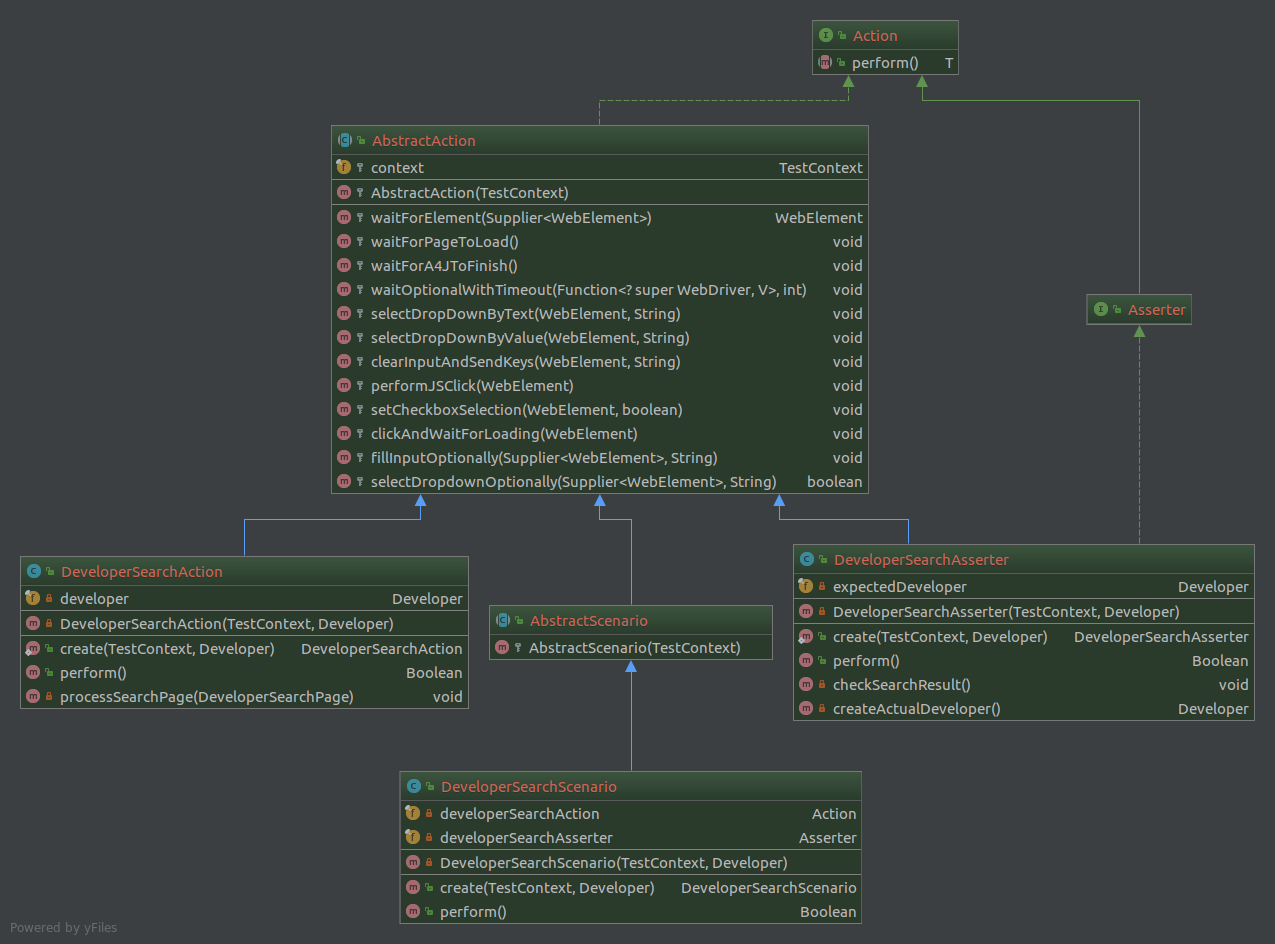 Action
perform() T
AbstractAction
context TestContext
AbstractAction(TestContext)
waitForElement(Supplier<WebElement>) WebElement
waitForPageToLoad() void
waitForA4JToFinish() void
waitOptionalWithTimeout(Function<? super WebDriver, V>, int) void
selectDropDownByText(WebElement, String) void
selectDropDownByValue(WebElement, String) void
clearInputAndSendKeys(WebElement, String) void
performJSClick(WebElement) void
setCheckboxSelection(WebElement, boolean) void
clickAndWaitForLoading(WebElement) void
fillInputOptionally(Supplier<WebElement>, String) void
selectDropdownOptionally(Supplier<WebElement>, String) boolean
Asserter
DeveloperSearchAction
developer Developer
DeveloperSearchAction(TestContext, Developer)
create(TestContext, Developer) DeveloperSearchAction
perform() Boolean
processSearchPage(DeveloperSearchPage) void
AbstractScenario
AbstractScenario(TestContext)
DeveloperSearchAsserter
expectedDeveloper Developer
DeveloperSearchAsserter(TestContext, Developer)
create(TestContext, Developer) DeveloperSearchAsserter
perform() Boolean
checkSearchResult() void
createActualDeveloper() Developer
DeveloperSearchScenario
developerSearchAction Action
developerSearchAsserter Asserter
DeveloperSearchScenario(TestContext, Developer)
create(TestContext, Developer) DeveloperSearchScenario
perform() Boolean
Powered by yFiles